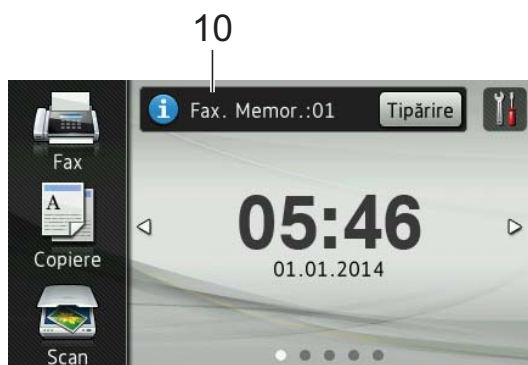 10
Fax. Memor.:01 Tipărire
Fax
A
Copiere
05:46
01.01.2014
Scan